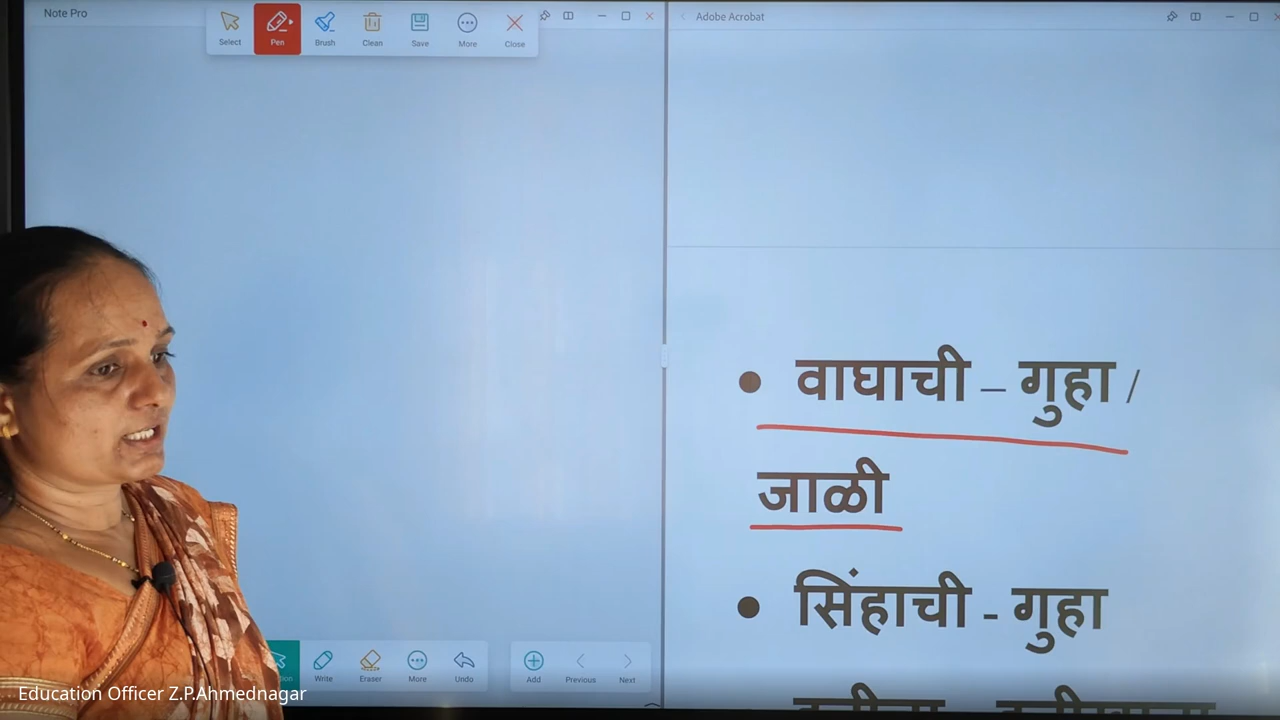 Note Pro
Select
Pen
Brush
Clean
Save
More
Close
Adobe Acrobat
• वाघाची – गुहा /
जाळी
• सिंहाची - गुहा
Write
Eraser
More
Undo
Add
Previous
Next
Education Officer Z.P.Ahmednagar